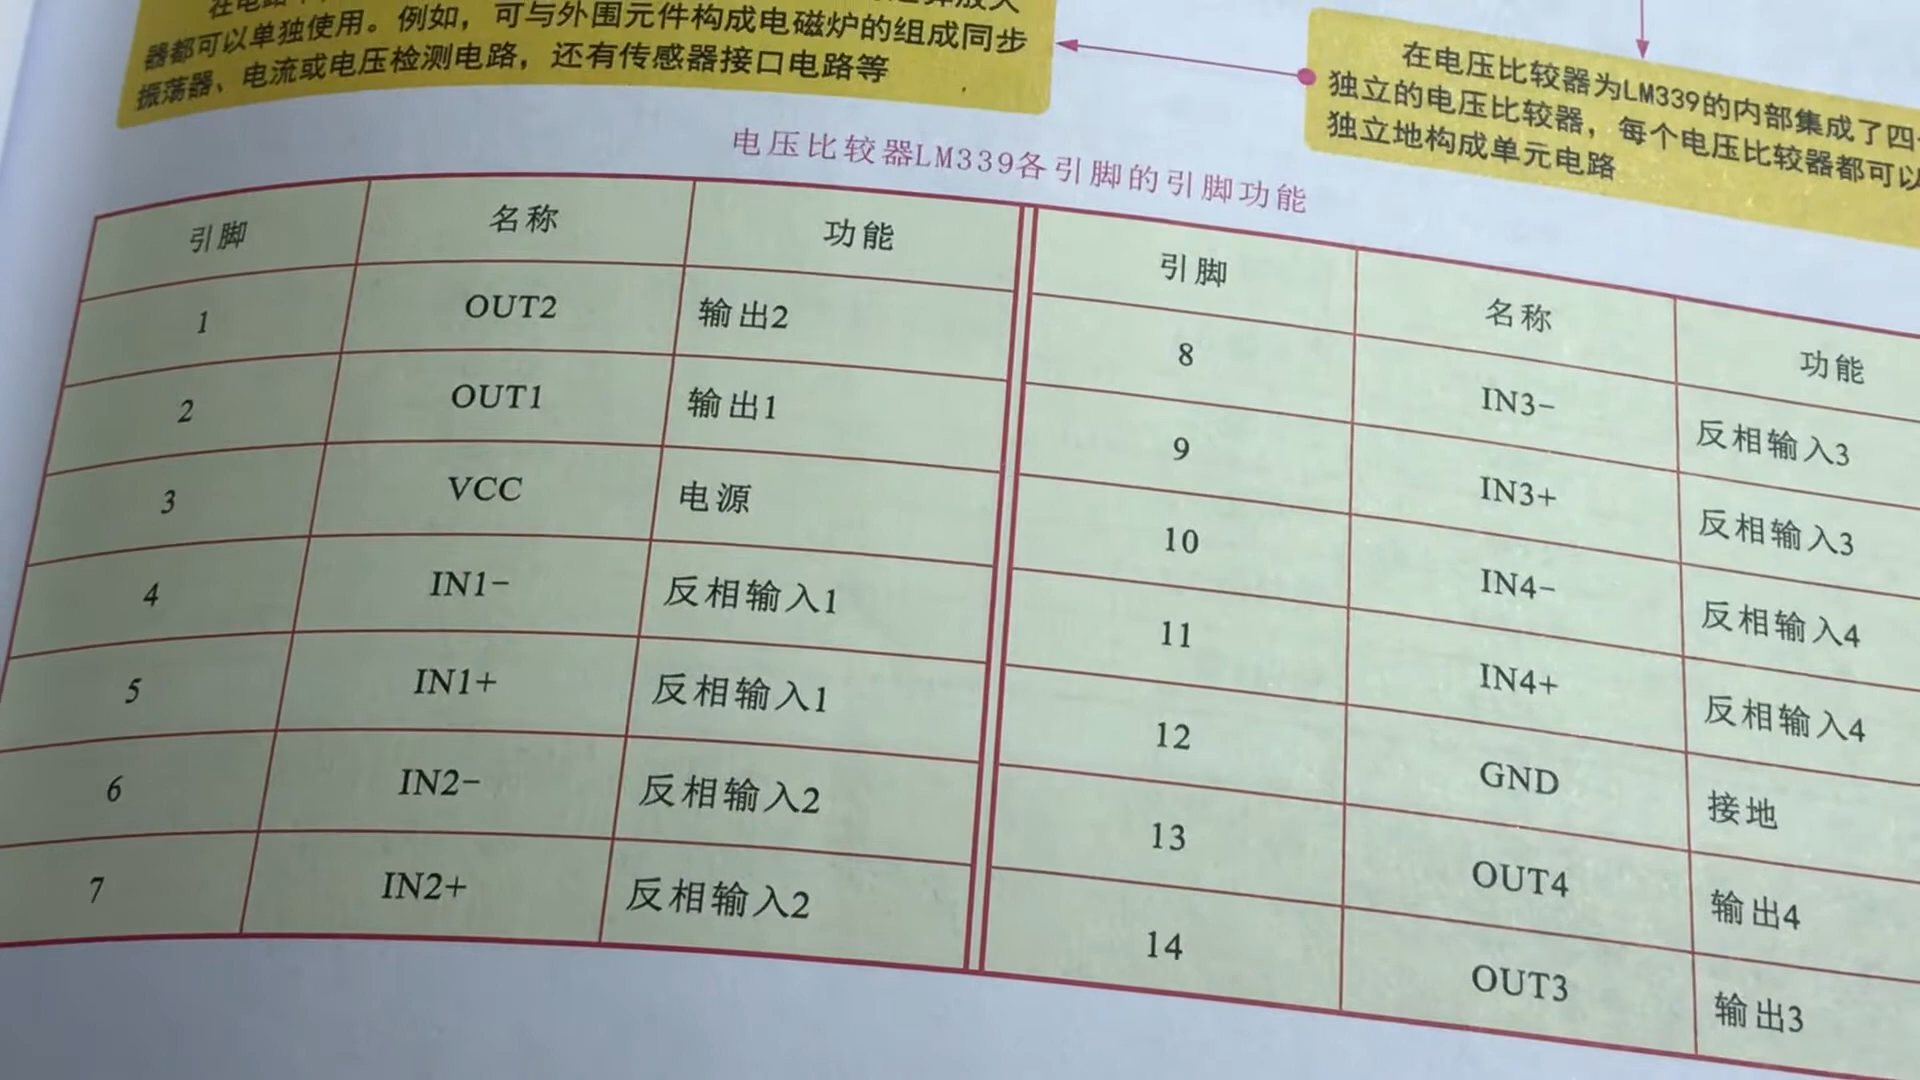 器都可以单独使用。例如，可与外围元件构成电磁炉的组成同步
振荡器、电流或电压检测电路，还有传感器接口电路等
在电压比较器为LM339的内部集成了四
独立的电压比较器，每个电压比较器都可以
独立地构成单元电路
电压比较器LM339各引脚的引脚功能
引脚 名称 功能 引脚 名称 功能
1 OUT2 输出2 8 IN3- 反相输入3
2 OUT1 输出1 9 IN3+ 反相输入3
3 VCC 电源 10 IN4- 反相输入4
4 IN1- 反相输入1 11 IN4+ 反相输入4
5 IN1+ 反相输入1 12 GND 接地
6 IN2- 反相输入2 13 OUT4 输出4
7 IN2+ 反相输入2 14 OUT3 输出3